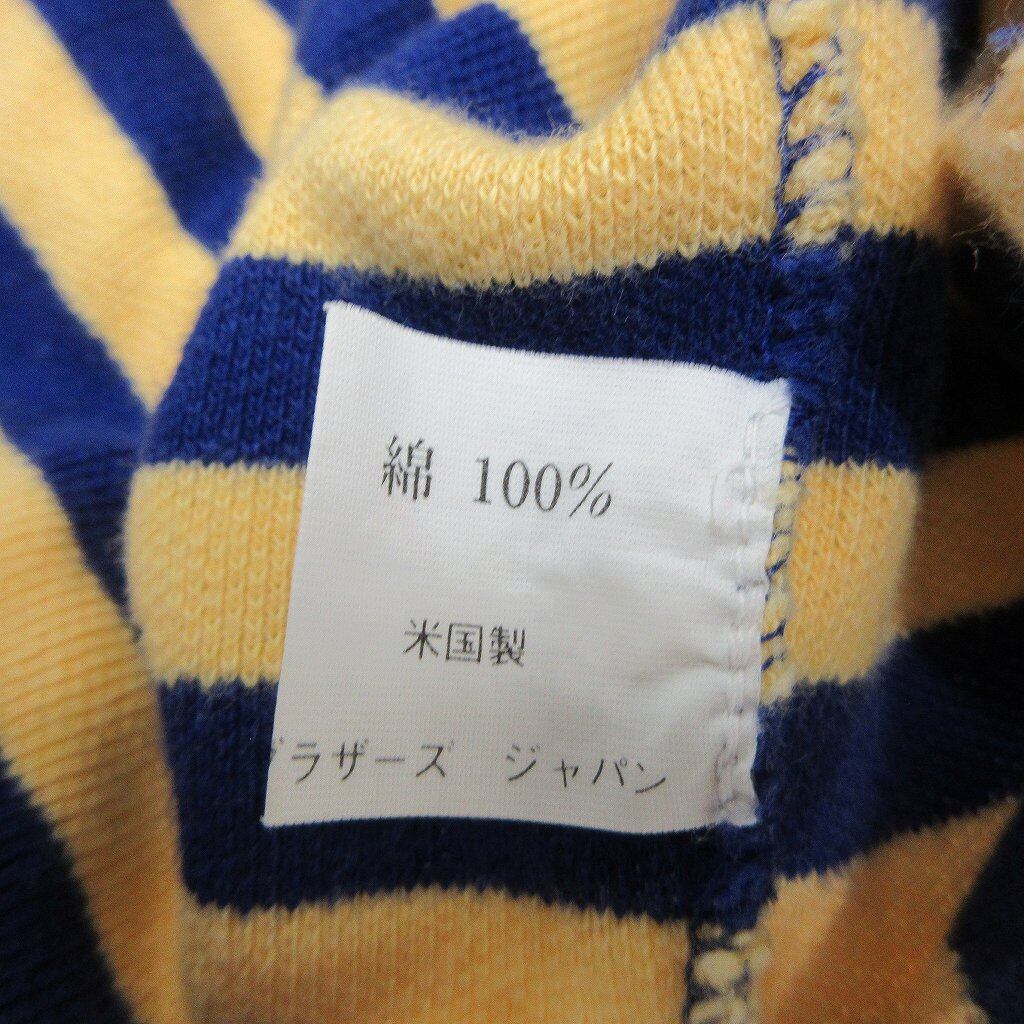 綿 100%
米国製
ブラザーズ ジャパン